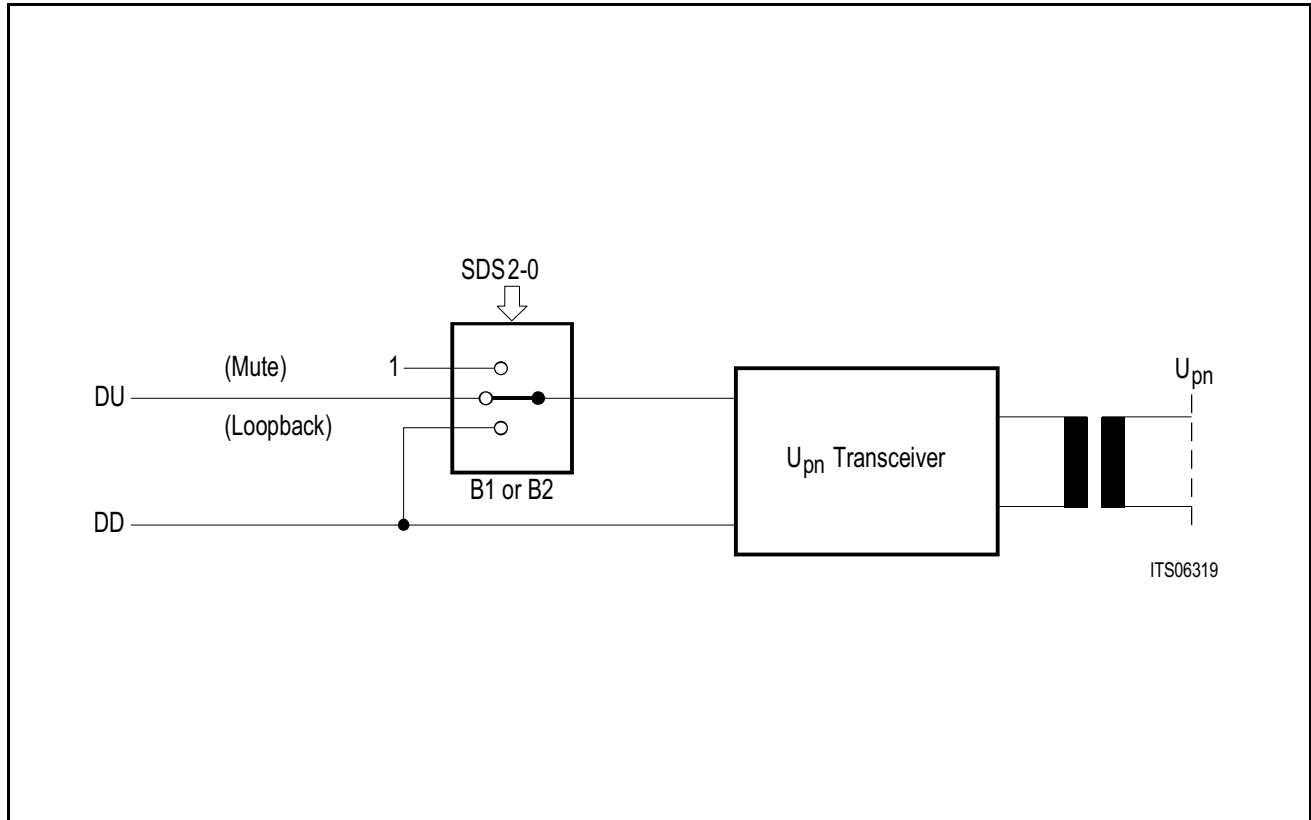 SDS2-0
(Mute) 1
DU
(Loopback)
B1 or B2
DD
Upn Transceiver
Upn
ITS06319